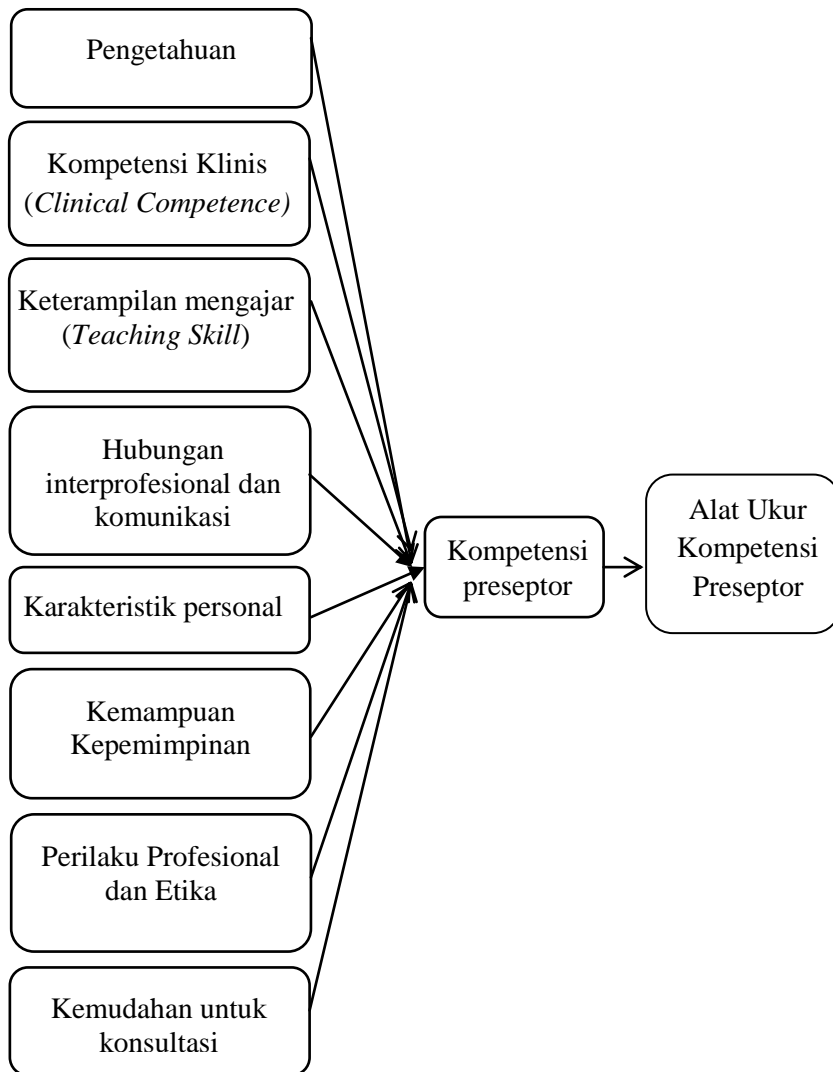 Pengetahuan
Kompetensi Klinis
(Clinical Competence)
Keterampilan mengajar
(Teaching Skill)
Hubungan
interprofesional dan
komunikasi
Karakteristik personal
Kemampuan
Kepemimpinan
Perilaku Profesional
dan Etika
Kemudahan untuk
konsultasi
Kompetensi
preseptor
Alat Ukur
Kompetensi
Preseptor